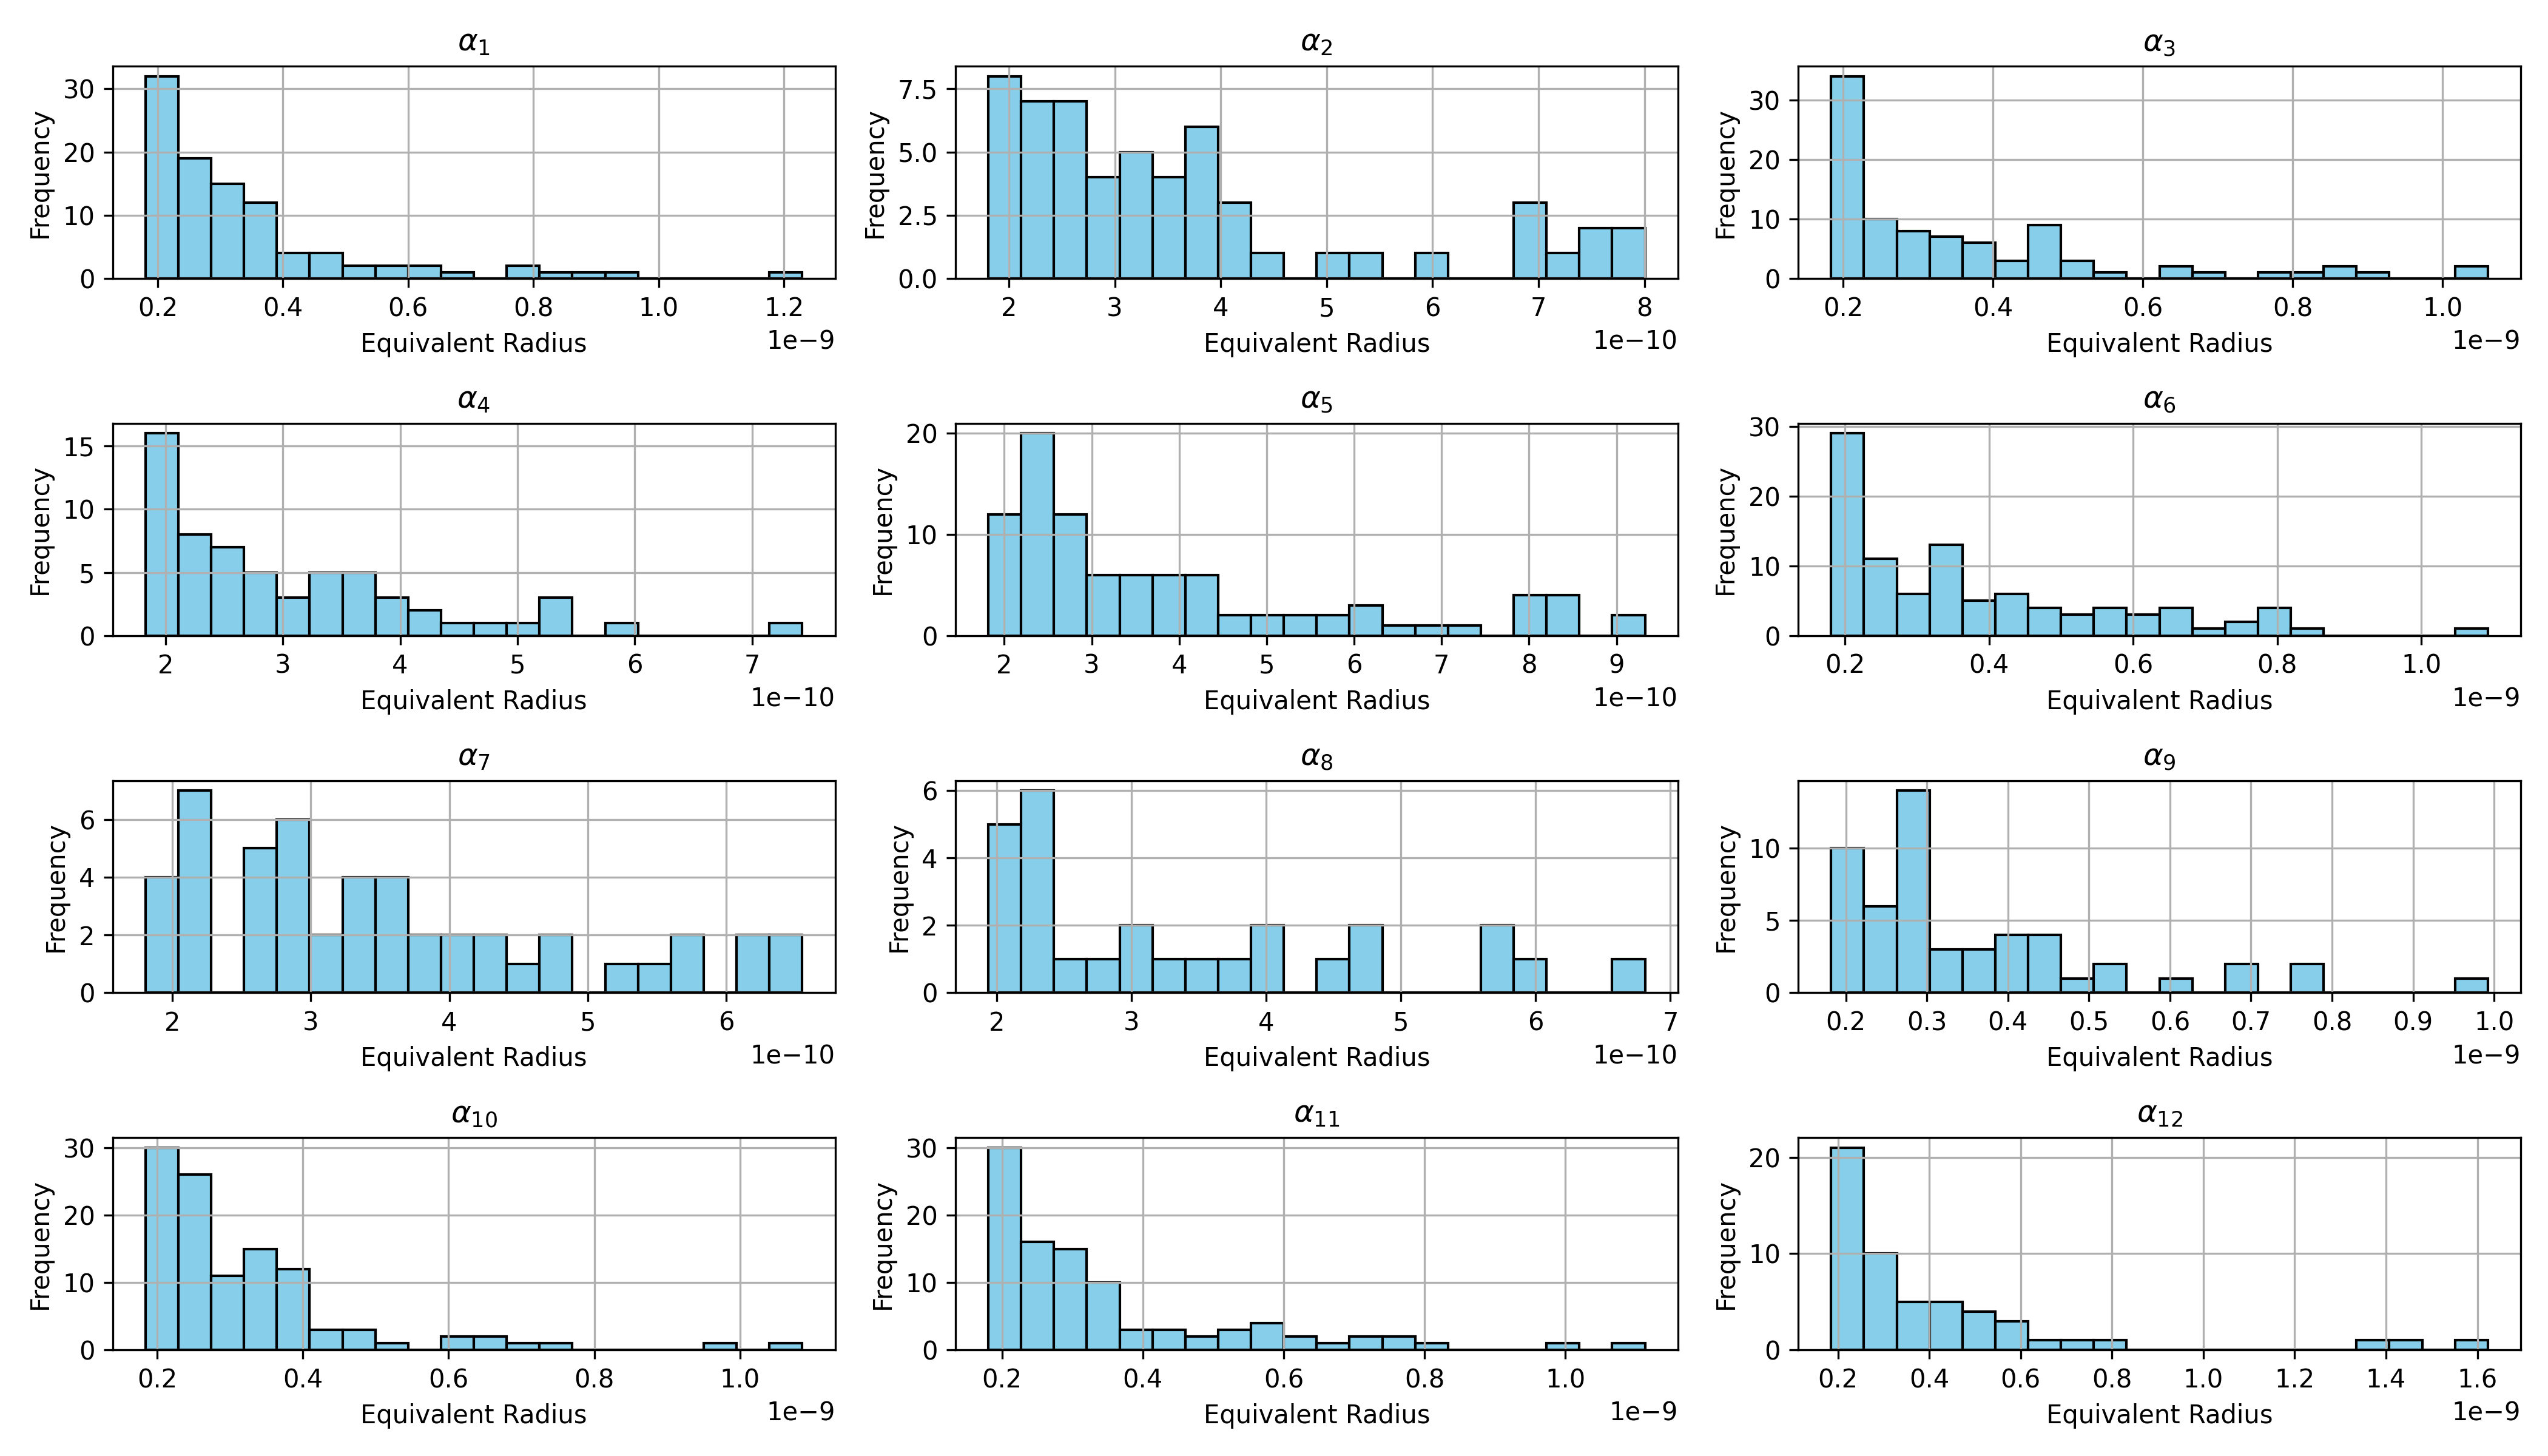 α1
Frequency
30
20
10
0
0.2 0.4 0.6 0.8 1.0 1.2
Equivalent Radius
1e−9
α2
Frequency
7.5
5.0
2.5
0.0
2 3 4 5 6 7 8
Equivalent Radius
1e−10
α3
Frequency
30
20
10
0
0.2 0.4 0.6 0.8 1.0
Equivalent Radius
1e−9
α4
Frequency
15
10
5
0
2 3 4 5 6 7
Equivalent Radius
1e−10
α5
Frequency
20
10
0
2 3 4 5 6 7 8 9
Equivalent Radius
1e−10
α6
Frequency
30
20
10
0
0.2 0.4 0.6 0.8 1.0
Equivalent Radius
1e−9
α7
Frequency
6
4
2
0
2 3 4 5 6
Equivalent Radius
1e−10
α8
Frequency
6
4
2
0
2 3 4 5 6 7
Equivalent Radius
1e−10
α9
Frequency
10
5
0
0.2 0.3 0.4 0.5 0.6 0.7 0.8 0.9 1.0
Equivalent Radius
1e−9
α10
Frequency
30
20
10
0
0.2 0.4 0.6 0.8 1.0
Equivalent Radius
1e−9
α11
Frequency
30
20
10
0
0.2 0.4 0.6 0.8 1.0
Equivalent Radius
1e−9
α12
Frequency
20
10
0
0.2 0.4 0.6 0.8 1.0 1.2 1.4 1.6
Equivalent Radius
1e−9